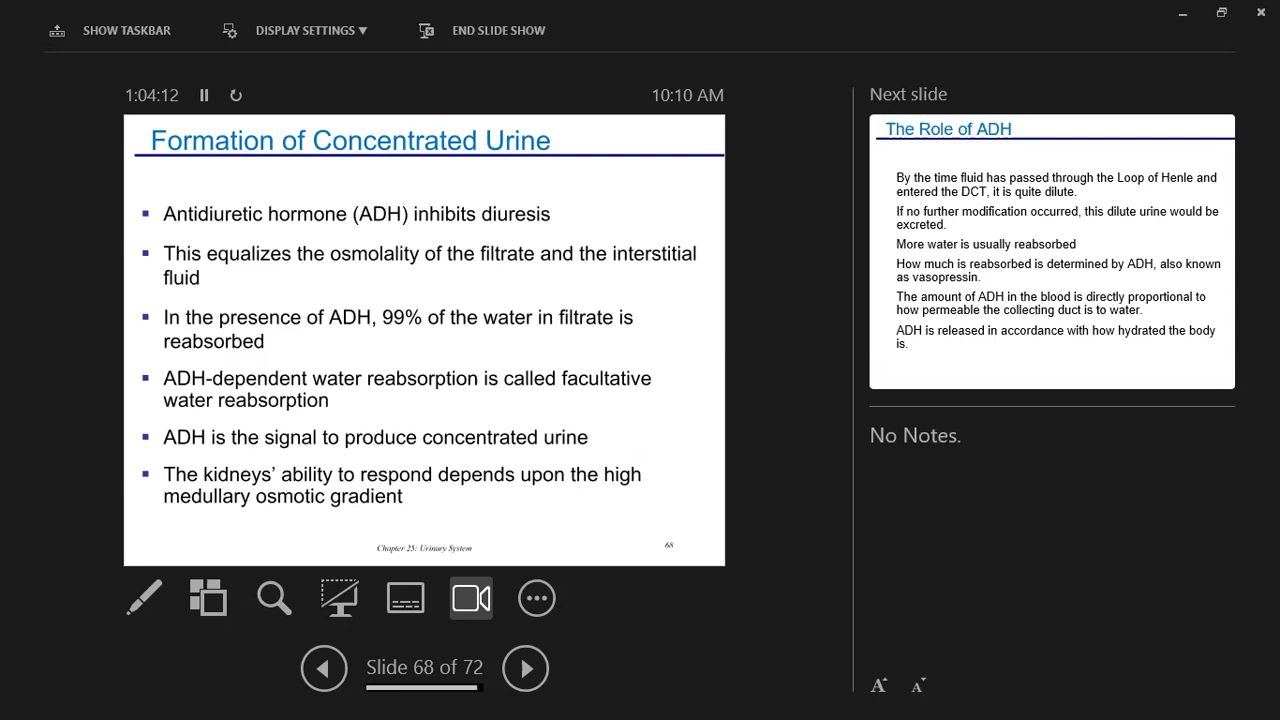 SHOW TASKBAR
DISPLAY SETTINGS ▼
END SLIDE SHOW
1:04:12
10:10 AM
Formation of Concentrated Urine
▪ Antidiuretic hormone (ADH) inhibits diuresis
▪ This equalizes the osmolality of the filtrate and the interstitial
fluid
▪ In the presence of ADH, 99% of the water in filtrate is
reabsorbed
▪ ADH-dependent water reabsorption is called facultative
water reabsorption
▪ ADH is the signal to produce concentrated urine
▪ The kidneys’ ability to respond depends upon the high
medullary osmotic gradient
Chapter 25: Urinary System
68
Slide 68 of 72
Next slide
The Role of ADH
By the time fluid has passed through the Loop of Henle and
entered the DCT, it is quite dilute.
If no further modification occurred, this dilute urine would be
excreted.
More water is usually reabsorbed
How much is reabsorbed is determined by ADH, also known
as vasopressin.
The amount of ADH in the blood is directly proportional to
how permeable the collecting duct is to water.
ADH is released in accordance with how hydrated the body
is.
No Notes.
A A